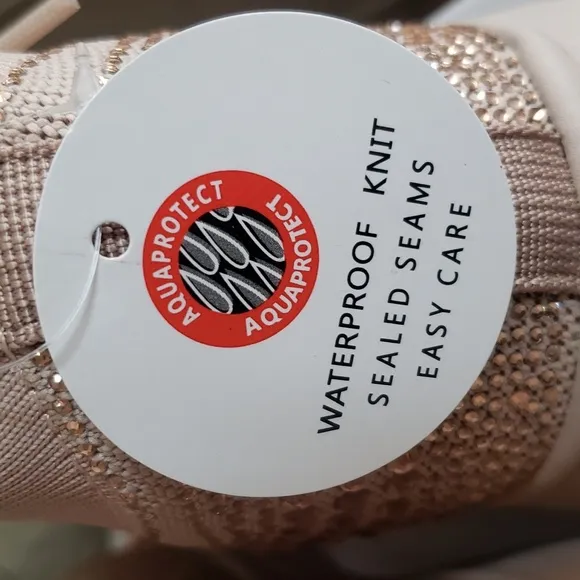 AQUAPROTECT
AQUAPROTECT
WATERPROOF KNIT
SEALED SEAMS
EASY CARE